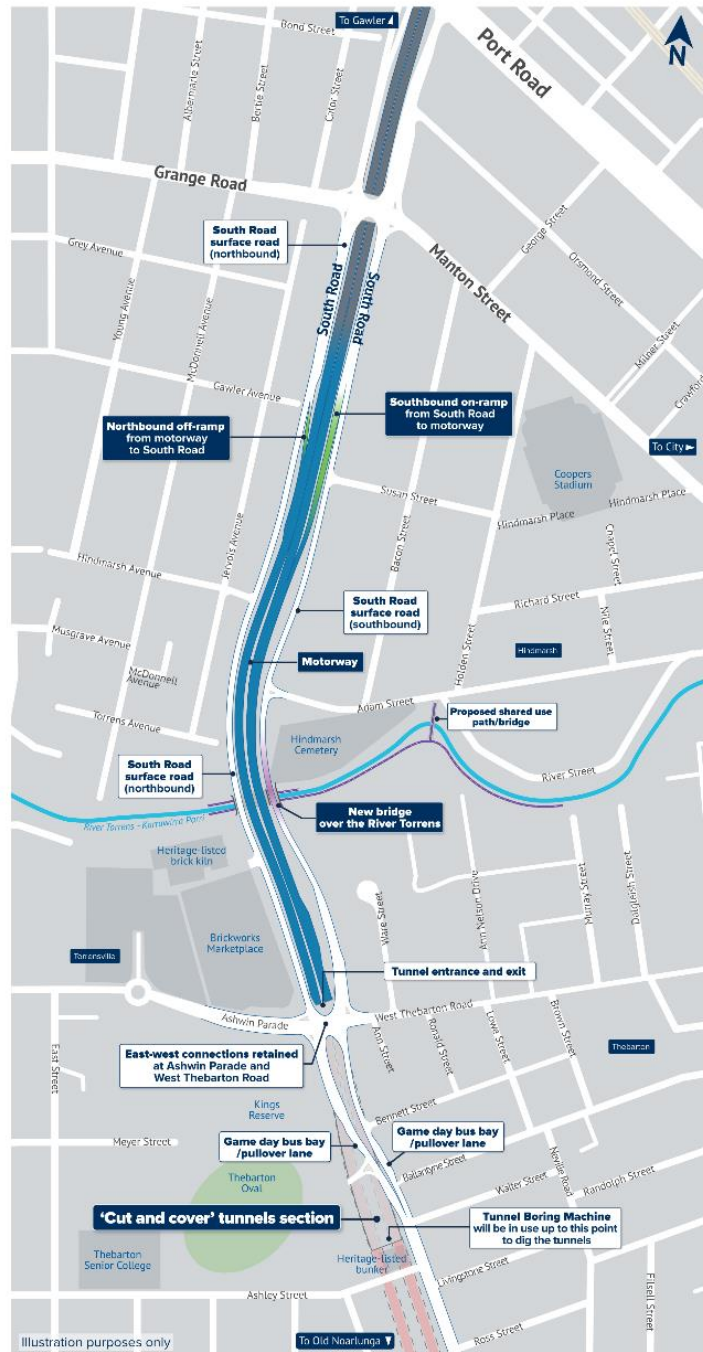 To Gawler
Bond Street
N
Port Road
Albermarle Street
Bertie Street
Cator Street
Grange Road
South Road
surface road
(northbound)
George Street
Grey Avenue
Orsmond Street
Manton Street
South Road
South Road
Young Avenue
McDonnell Avenue
Milner Street
Crawford
Gawler Avenue
Northbound off-ramp
from motorway
to South Road
Southbound on-ramp
from South Road
to motorway
To City
Coopers
Stadium
Susan Street
Hindmarsh Place
Hindmarsh Place
Jervois Avenue
Bacon Street
Chapel Street
Hindmarsh Avenue
South Road
surface road
(southbound)
Richard Street
Holden Street
Nile Street
Musgrave Avenue
Hindmarsh
Motorway
McDonnell
Avenue
Adam Street
Torrens Avenue
Proposed shared use
path/bridge
Hindmarsh
Cemetery
South Road
surface road
(northbound)
River Street
River Torrens - Karrawirra Parri
New bridge
over the River Torrens
Heritage-listed
brick kiln
Ware Street
Ann Nelson Drive
Murray Street
Dalgleish Street
Brickworks
Marketplace
Torrensville
Tunnel entrance and exit
West Thebarton Road
Ashwin Parade
Ann Street
Ronald Street
Lowe Street
Brown Street
East Street
East-west connections retained
at Ashwin Parade and
West Thebarton Road
Thebarton
Kings
Reserve
Bennett Street
Meyer Street
Game day bus bay
/pullover lane
Game day bus bay
/pullover lane
Ballantyne Street
Neville Road
Thebarton
Oval
Walter Street
Randolph Street
'Cut and cover' tunnels section
Tunnel Boring Machine
will be in use up to this point
to dig the tunnels
Thebarton
Senior College
Heritage-listed
bunker
Livingstone Street
Filsell Street
Ashley Street
Ross Street
Illustration purposes only
To Old Noarlunga